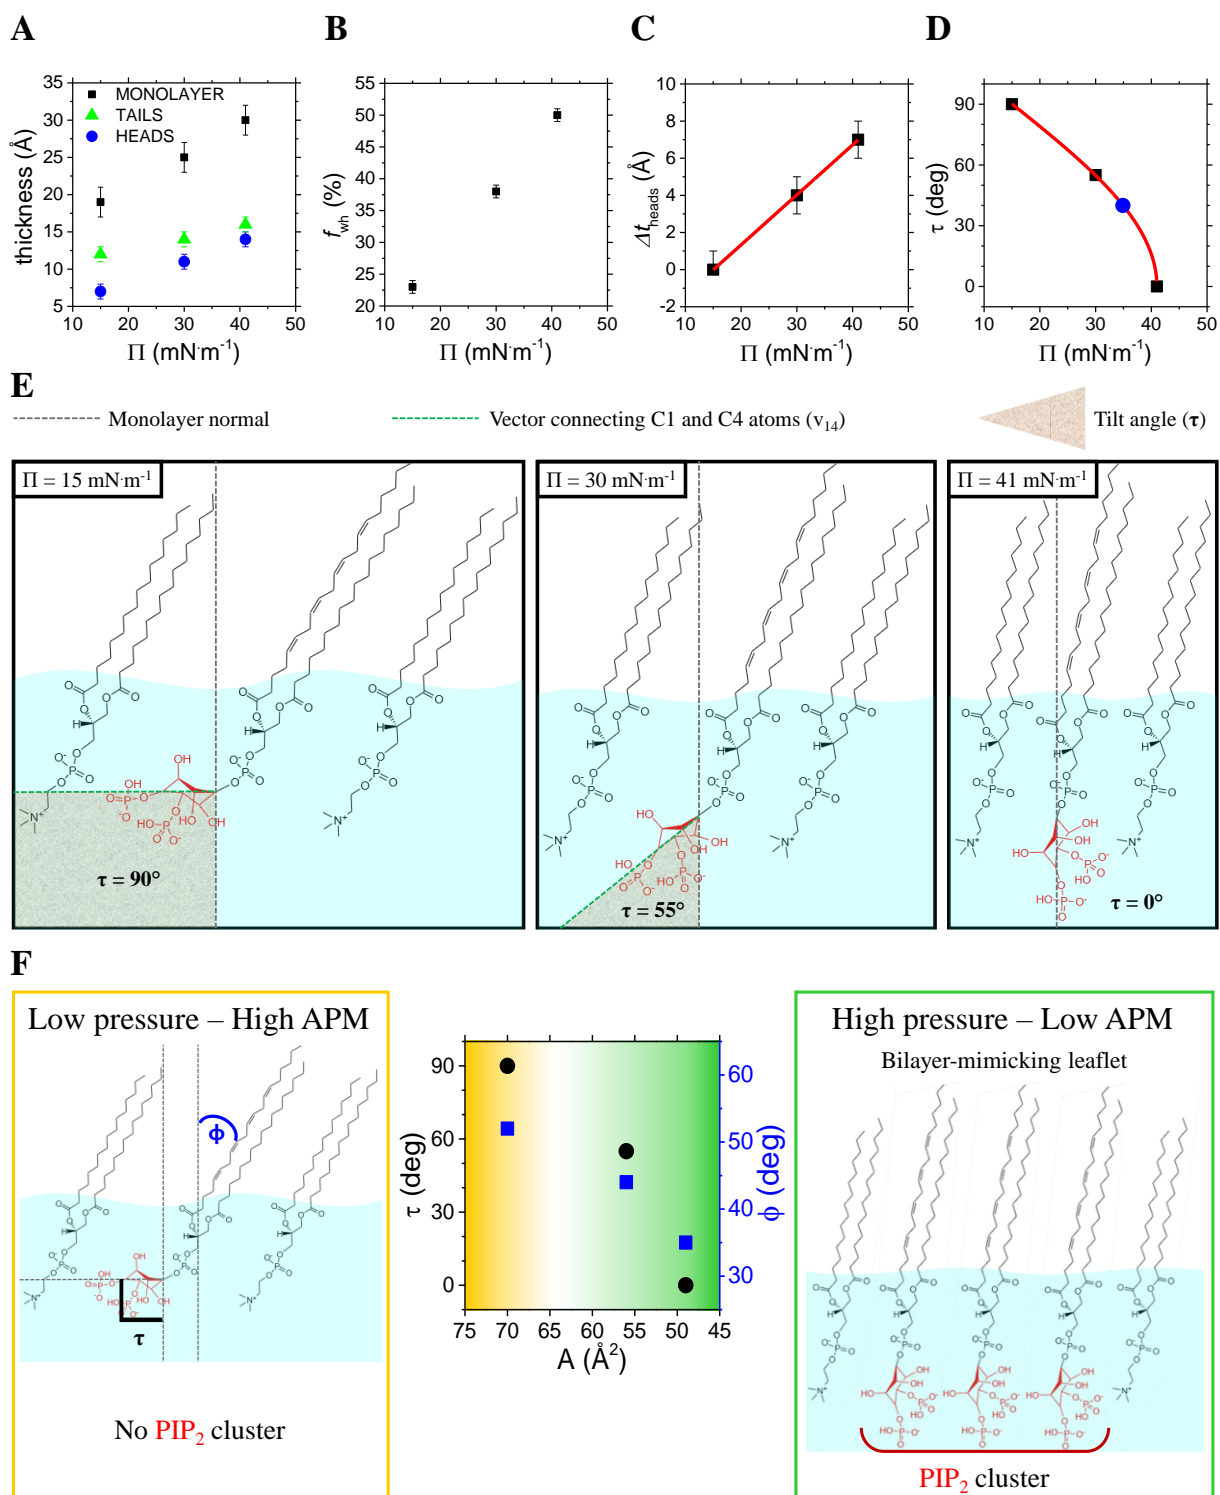 A
B
C
D
35
30
25
20
15
10
5
thickness (Å)
MONOLAYER
TAILS
HEADS
10 20 30 40 50
Π (mN·m⁻¹)
55
50
45
40
35
30
25
20
f_wh (%)
10 20 30 40 50
Π (mN·m⁻¹)
10
8
6
4
2
0
-2
Δt_heads (Å)
10 20 30 40 50
Π (mN·m⁻¹)
90
60
30
0
τ (deg)
10 20 30 40 50
Π (mN·m⁻¹)
E
Monolayer normal
Vector connecting C1 and C4 atoms (v₁₄)
Tilt angle (τ)
Π = 15 mN·m⁻¹
τ = 90°
Π = 30 mN·m⁻¹
τ = 55°
Π = 41 mN·m⁻¹
τ = 0°
F
Low pressure – High APM
ϕ
τ
No PIP₂ cluster
90
60
30
0
τ (deg)
75 70 65 60 55 50 45
A (Å²)
60
50
40
30
ϕ (deg)
High pressure – Low APM
Bilayer-mimicking leaflet
PIP₂ cluster